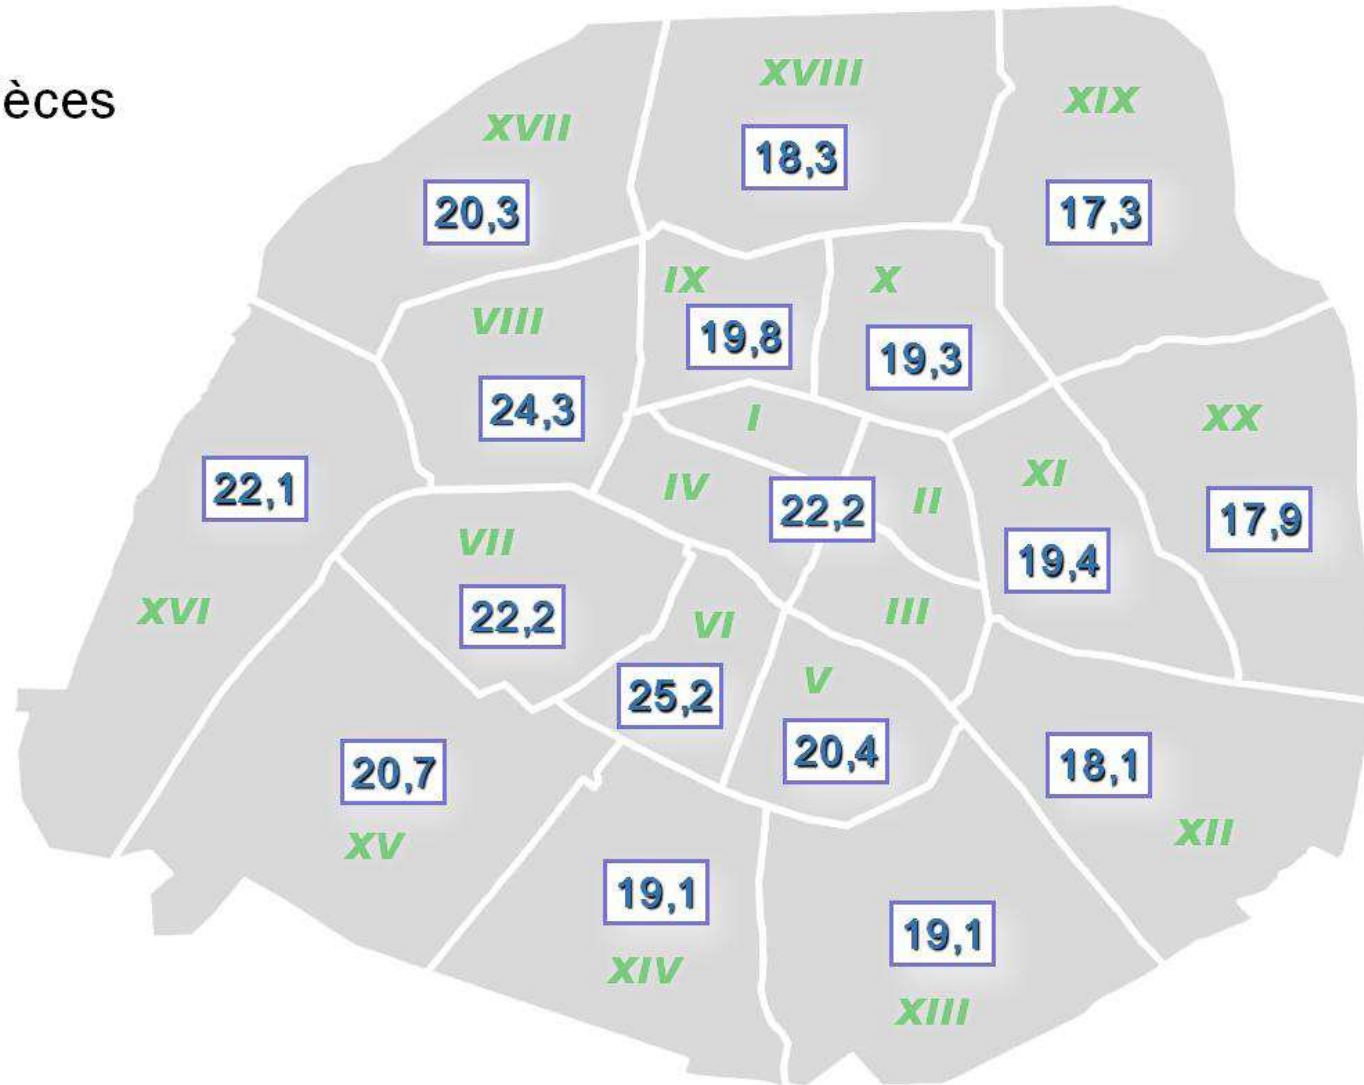 èces
XVIII
XIX
XVII
18,3
20,3
17,3
IX
X
VIII
19,8
19,3
24,3
I
XX
XI
IV
22,1
II
22,2
17,9
VII
19,4
XVI
22,2
VI
III
V
25,2
20,4
20,7
18,1
XV
XII
19,1
19,1
XIV
XIII